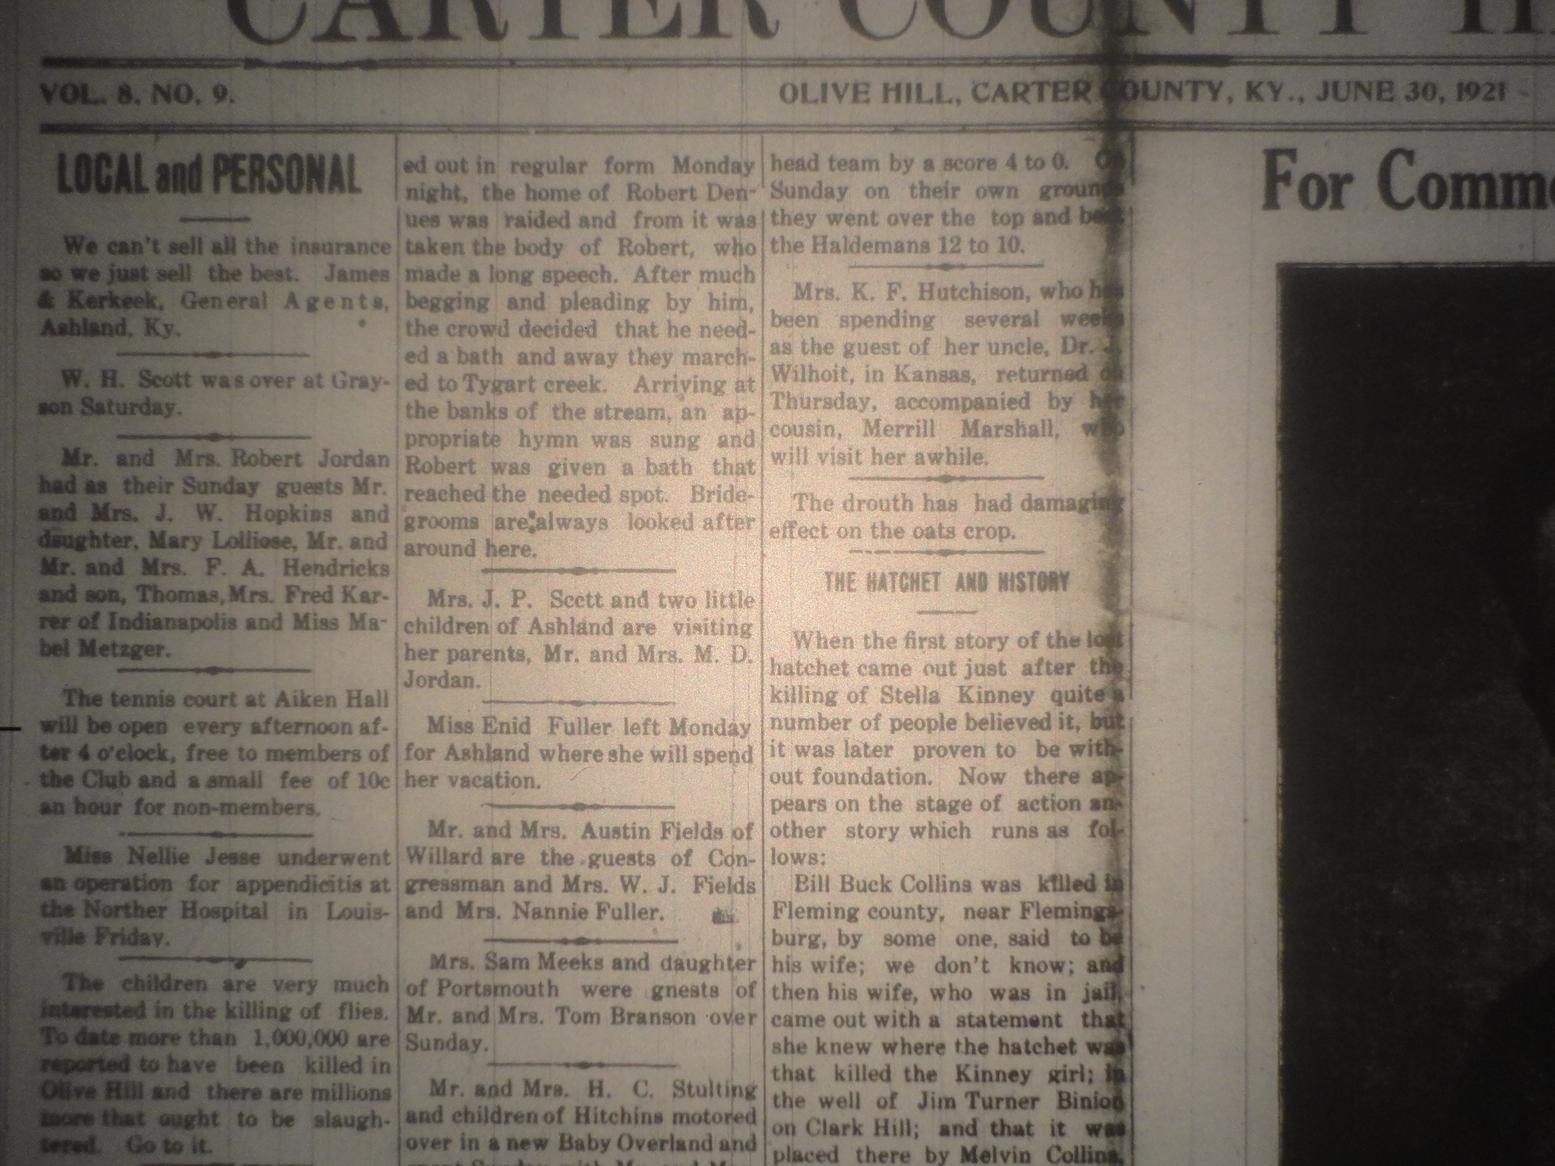 CARTER COUNTY
VOL. 8, NO. 9.
OLIVE HILL, CARTER COUNTY, KY., JUNE 30, 1921
LOCAL and PERSONAL
We can't sell all the insurance
so we just sell the best. James
& Kerkeek, General Agents,
Ashland, Ky.
W. H. Scott was over at Gray-
son Saturday.
Mr. and Mrs. Robert Jordan
had as their Sunday guests Mr.
and Mrs. J. W. Hopkins and
daughter, Mary Lolliose, Mr. and
Mr. and Mrs. F. A. Hendricks
and son, Thomas, Mrs. Fred Kar-
rer of Indianapolis and Miss Ma-
bel Metzger.
The tennis court at Aiken Hall
will be open every afternoon af-
ter 4 o'clock, free to members of
the Club and a small fee of 10c
an hour for non-members.
Miss Nellie Jesse underwent
an operation for appendicitis at
the Norther Hospital in Louis-
ville Friday.
The children are very much
interested in the killing of flies.
To date more than 1,000,000 are
reported to have been killed in
Olive Hill and there are millions
more that ought to be slaugh-
tered. Go to it.
ed out in regular form Monday
night, the home of Robert Den-
ues was raided and from it was
taken the body of Robert, who
made a long speech. After much
begging and pleading by him,
the crowd decided that he need-
ed a bath and away they march-
ed to Tygart creek. Arriving at
the banks of the stream, an ap-
propriate hymn was sung and
Robert was given a bath that
reached the needed spot. Bride-
grooms are always looked after
around here.
Mrs. J. P. Scett and two little
children of Ashland are visiting
her parents, Mr. and Mrs. M. D.
Jordan.
Miss Enid Fuller left Monday
for Ashland where she will spend
her vacation.
Mr. and Mrs. Austin Fields of
Willard are the guests of Con-
gressman and Mrs. W. J. Fields
and Mrs. Nannie Fuller.
Mrs. Sam Meeks and daughter
of Portsmouth were gnests of
Mr. and Mrs. Tom Branson over
Sunday.
Mr. and Mrs. H. C. Stulting
and children of Hitchins motored
over in a new Baby Overland and
head team by a score 4 to 0. On
Sunday on their own grounds
they went over the top and beat
the Haldemans 12 to 10.
Mrs. K. F. Hutchison, who has
been spending several weeks
as the guest of her uncle, Dr. J.
Wilhoit, in Kansas, returned on
Thursday, accompanied by her
cousin, Merrill Marshall, who
will visit her awhile.
The drouth has had damaging
effect on the oats crop.
THE HATCHET AND HISTORY
When the first story of the lost
hatchet came out just after the
killing of Stella Kinney quite a
number of people believed it, but
it was later proven to be with-
out foundation. Now there ap-
pears on the stage of action an-
other story which runs as fol-
lows:
Bill Buck Collins was killed in
Fleming county, near Flemings-
burg, by some one, said to be
his wife; we don't know; and
then his wife, who was in jail,
came out with a statement that
she knew where the hatchet was
that killed the Kinney girl; in
the well of Jim Turner Binion
on Clark Hill; and that it was
placed there by Melvin Collins,
For